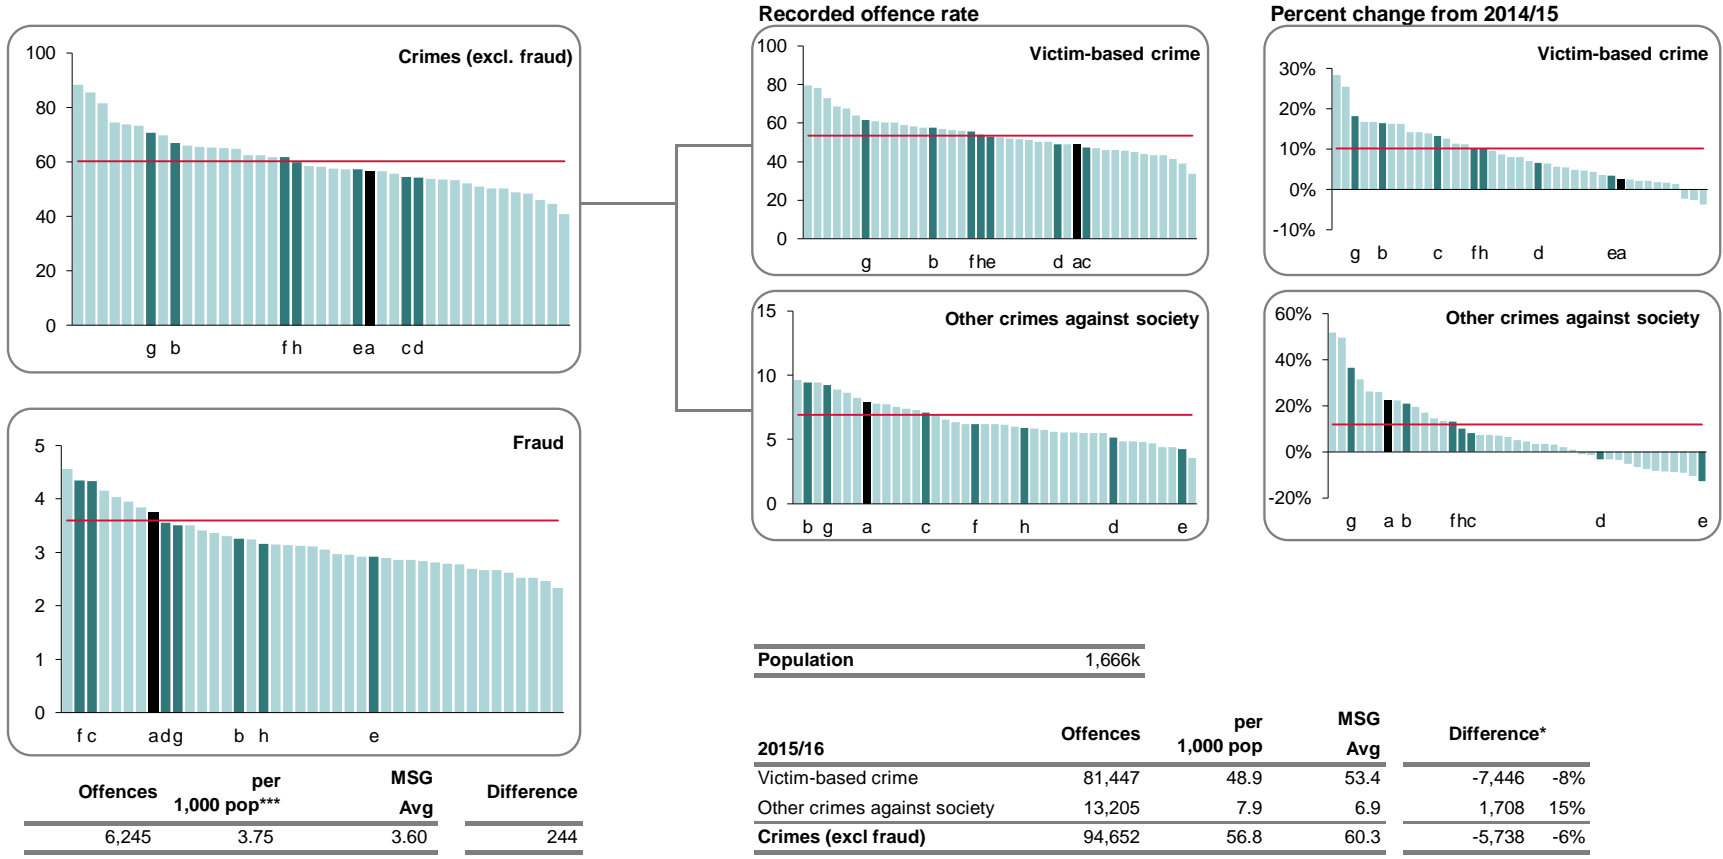 Recorded offence rate
Percent change from 2014/15
Crimes (excl. fraud)
100
80
60
40
20
0
g b f h e a c d
Victim-based crime
100
80
60
40
20
0
g b f h e d a c
Victim-based crime
30%
20%
10%
0%
-10%
g b c f h d e a
Other crimes against society
15
10
5
0
b g a c f h d e
Other crimes against society
60%
40%
20%
0%
-20%
g a b f h c d e
Fraud
5
4
3
2
1
0
f c a d g b h e
Offences per 1,000 pop*** MSG Avg Difference
6,245 3.75 3.60 244
Population 1,666k
2015/16 Offences per 1,000 pop MSG Avg Difference*
Victim-based crime 81,447 48.9 53.4 -7,446 -8%
Other crimes against society 13,205 7.9 6.9 1,708 15%
Crimes (excl fraud) 94,652 56.8 60.3 -5,738 -6%